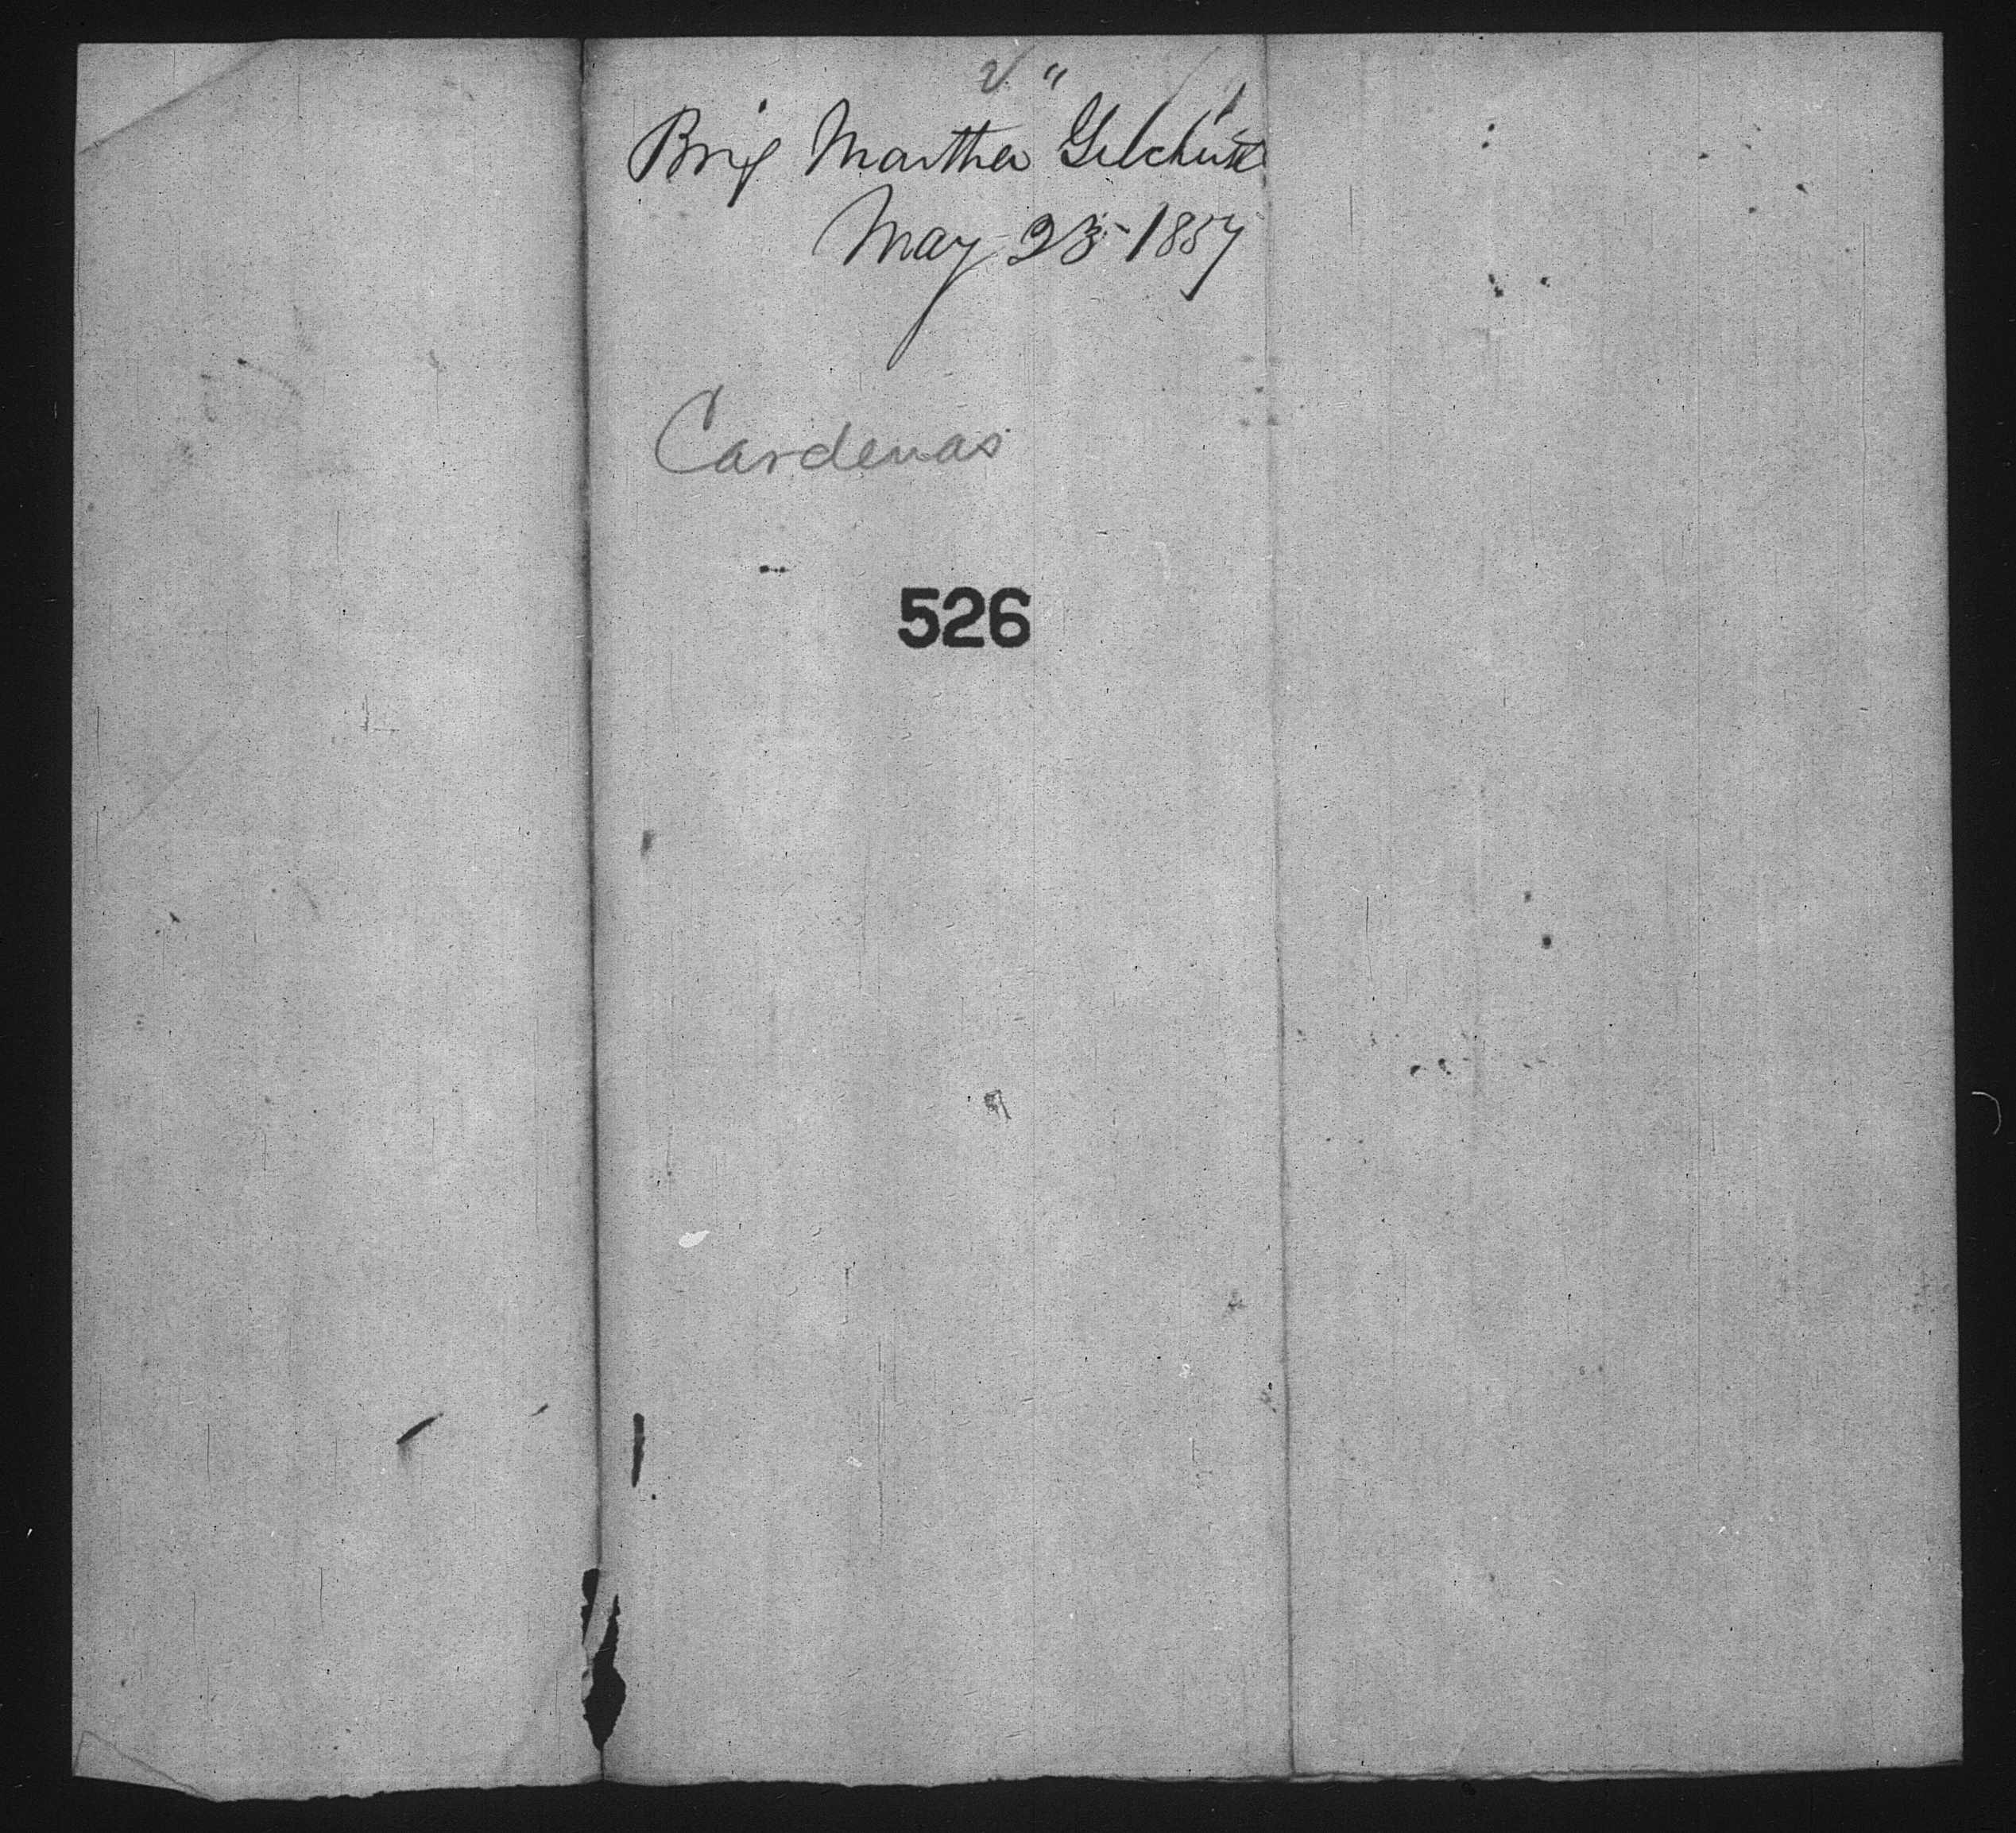 Brig Martha Gilchrist
May 23 - 1857
Cardenas
526